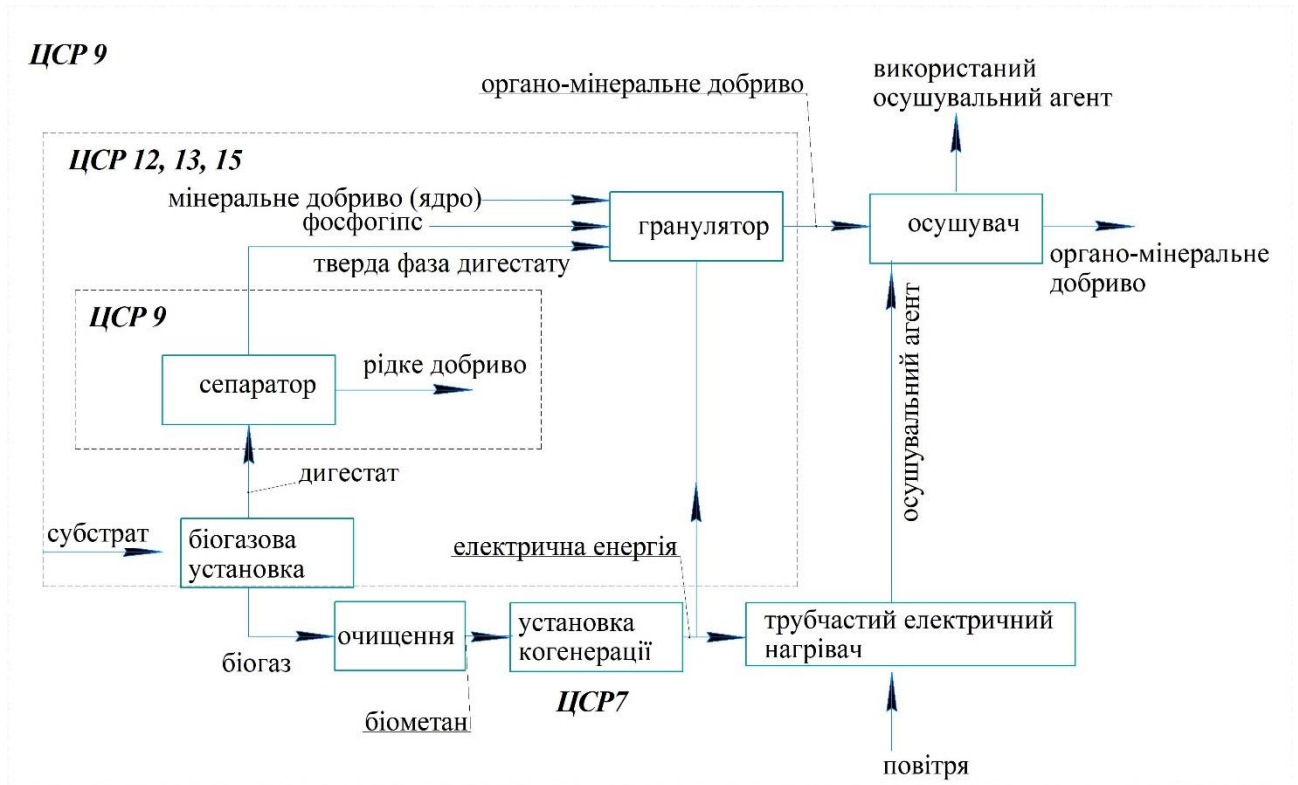 ЦСР 9
органо-мінеральне добриво
використаний
осушувальний агент
ЦСР 12, 13, 15
мінеральне добриво (ядро)
фосфогіпс
тверда фаза дигестату
гранулятор
осушувач
органо-мінеральне
добриво
ЦСР 9
сепаратор
рідке добриво
осушувальний агент
дигестат
субстрат
біогазова
установка
електрична енергія
біогаз
очищення
біометан
установка
когенерації
ЦСР7
трубчастий електричний
нагрівач
повітря